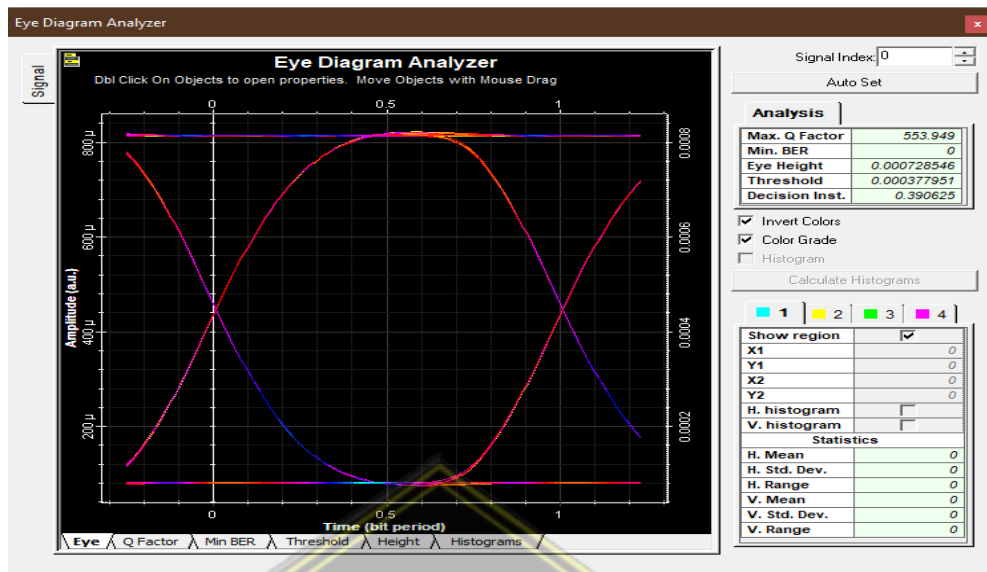 Eye Diagram Analyzer
Signal
Eye Diagram Analyzer
Dbl Click On Objects to open properties. Move Objects with Mouse Drag
0 0.5 1
800 µ
600 µ
400 µ
200 µ
Amplitude (a.u.)
0.0008
0.0006
0.0004
0.0002
0 0.5 1
Time (bit period)
Eye Q Factor Min BER Threshold Height Histograms
Signal Index: 0
Auto Set
Analysis
Max. Q Factor 553.949
Min. BER 0
Eye Height 0.000728546
Threshold 0.000377951
Decision Inst. 0.390625
Invert Colors
Color Grade
Histogram
Calculate Histograms
1 2 3 4
Show region
X1 0
Y1 0
X2 0
Y2 0
H. histogram
V. histogram
Statistics
H. Mean 0
H. Std. Dev. 0
H. Range 0
V. Mean 0
V. Std. Dev. 0
V. Range 0